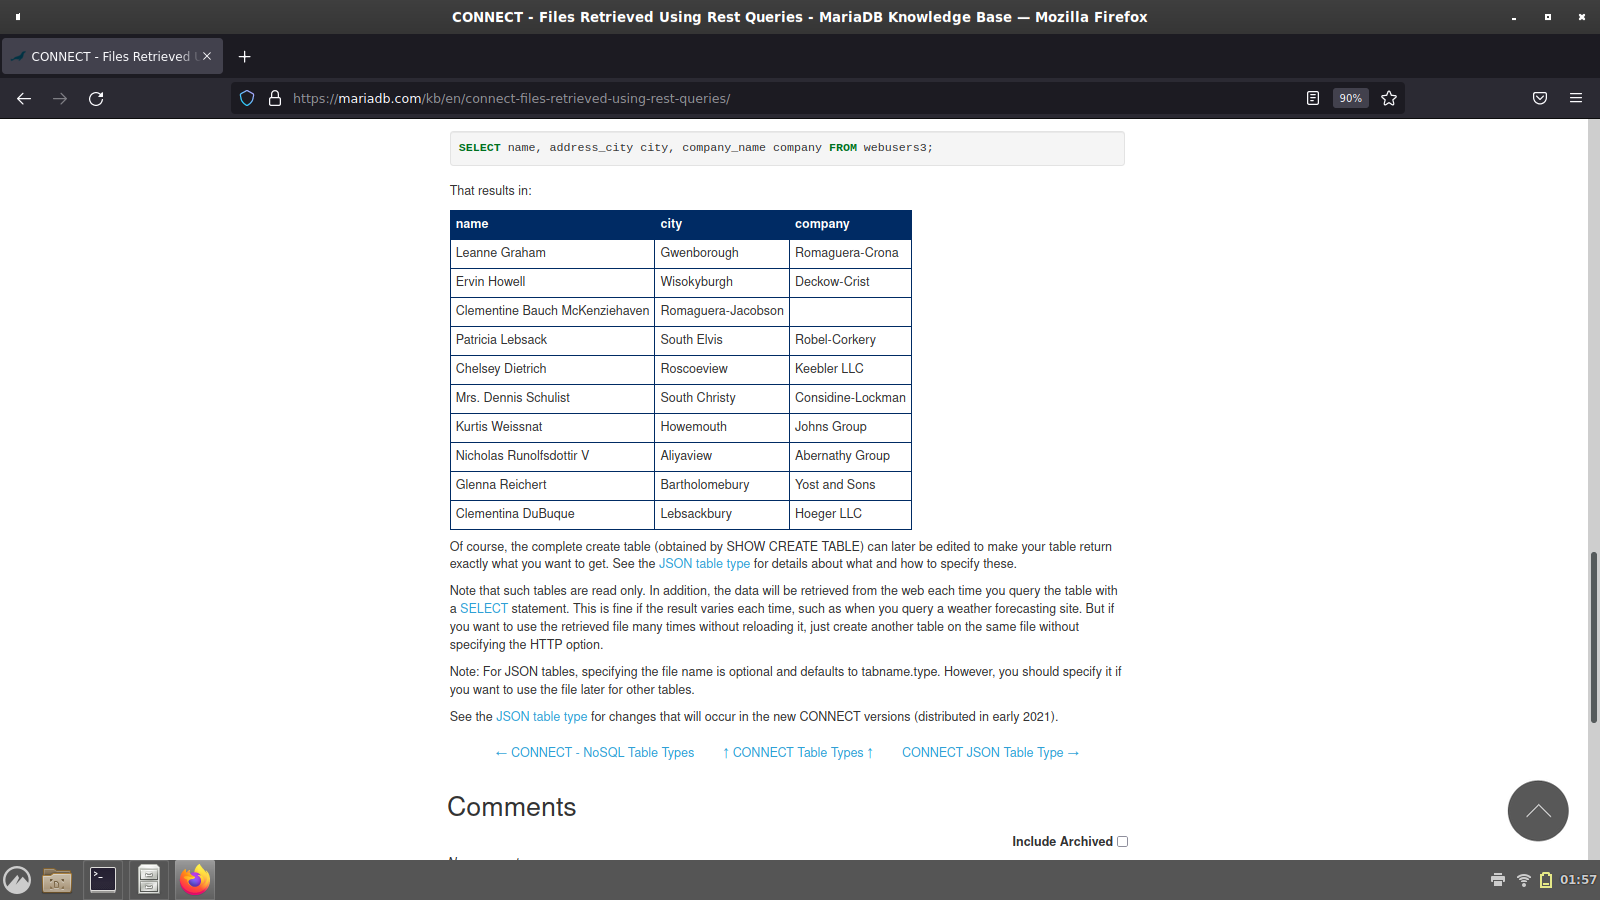 CONNECT - Files Retrieved Using Rest Queries - MariaDB Knowledge Base — Mozilla Firefox
CONNECT - Files Retrieved
https://mariadb.com/kb/en/connect-files-retrieved-using-rest-queries/
90%
SELECT name, address_city city, company_name company FROM webusers3;
That results in:
name city company
Leanne Graham Gwenborough Romaguera-Crona
Ervin Howell Wisokyburgh Deckow-Crist
Clementine Bauch McKenziehaven Romaguera-Jacobson
Patricia Lebsack South Elvis Robel-Corkery
Chelsey Dietrich Roscoeview Keebler LLC
Mrs. Dennis Schulist South Christy Considine-Lockman
Kurtis Weissnat Howemouth Johns Group
Nicholas Runolfsdottir V Aliyaview Abernathy Group
Glenna Reichert Bartholomebury Yost and Sons
Clementina DuBuque Lebsackbury Hoeger LLC
Of course, the complete create table (obtained by SHOW CREATE TABLE) can later be edited to make your table return
exactly what you want to get. See the JSON table type for details about what and how to specify these.
Note that such tables are read only. In addition, the data will be retrieved from the web each time you query the table with
a SELECT statement. This is fine if the result varies each time, such as when you query a weather forecasting site. But if
you want to use the retrieved file many times without reloading it, just create another table on the same file without
specifying the HTTP option.
Note: For JSON tables, specifying the file name is optional and defaults to tabname.type. However, you should specify it if
you want to use the file later for other tables.
See the JSON table type for changes that will occur in the new CONNECT versions (distributed in early 2021).
← CONNECT - NoSQL Table Types ↑ CONNECT Table Types ↑ CONNECT JSON Table Type →
Comments
Include Archived
01:57